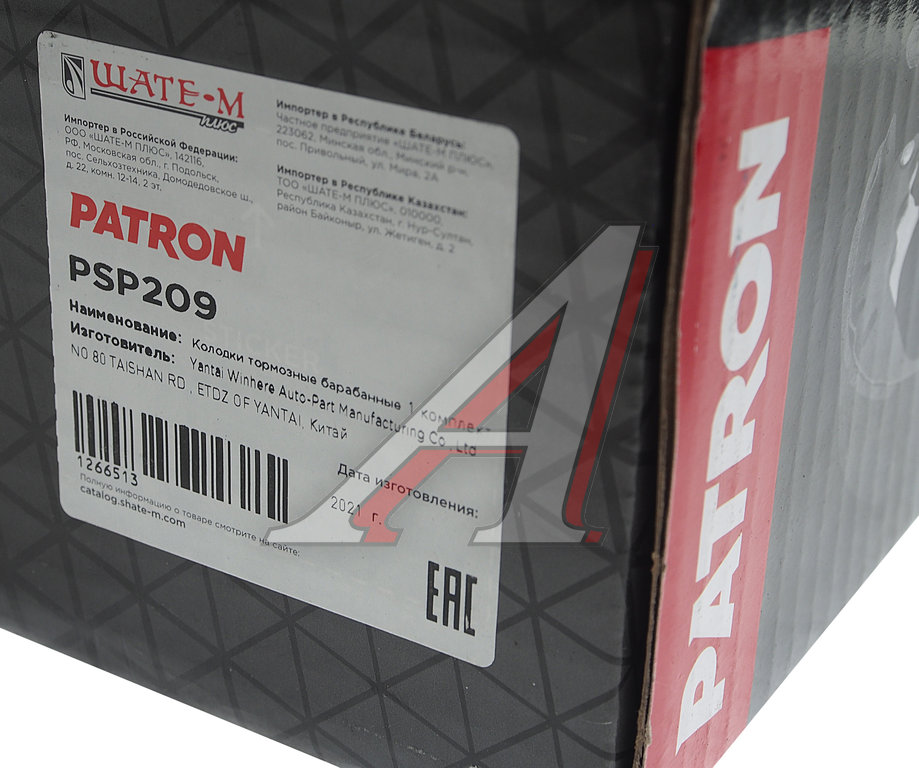 ШАТЕ-М
плюс
Импортер в Российской Федерации:
ООО «ШАТЕ-М ПЛЮС», 142116,
РФ, Московская обл., г. Подольск,
пос. Сельхозтехника, Домодедовское ш.,
д. 22, комн. 12-14, 2 эт.
Импортер в Республике Беларусь:
Частное предприятие «ШАТЕ-М ПЛЮС»,
223062, Минская обл., Минский р-н,
пос. Привольный, ул. Мира, 2А
Импортер в Республике Казахстан:
ТОО «ШАТЕ-М ПЛЮС», 010000,
Республика Казахстан, г. Нур-Султан,
район Байконыр, ул. Жетиген, д. 2
PATRON
PSP209
Наименование: Колодки тормозные барабанные 1 комплект
Изготовитель: Yantai Winhere Auto-Part Manufacturing Co., Ltd
NO 80 TAISHAN RD., ETDZ OF YANTAI, Китай
1266513
Дата изготовления:
2021 г.
Полную информацию о товаре смотрите на сайте:
catalog.shate-m.com
EAC
PATRON